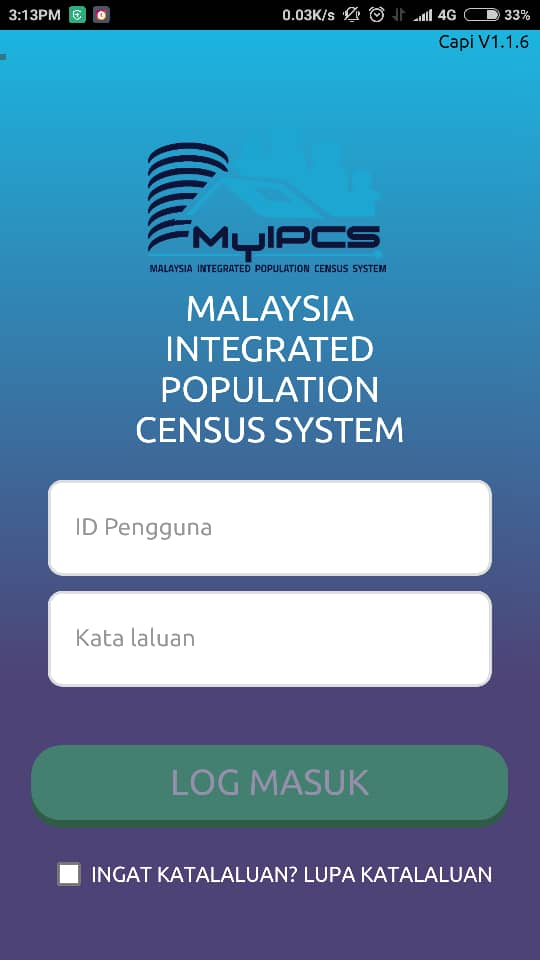 3:13PM 0.03K/s 4G 33%
Capi V1.1.6
MyIPCS
MALAYSIA INTEGRATED POPULATION CENSUS SYSTEM
MALAYSIA
INTEGRATED
POPULATION
CENSUS SYSTEM
ID Pengguna
Kata laluan
LOG MASUK
INGAT KATALALUAN? LUPA KATALALUAN